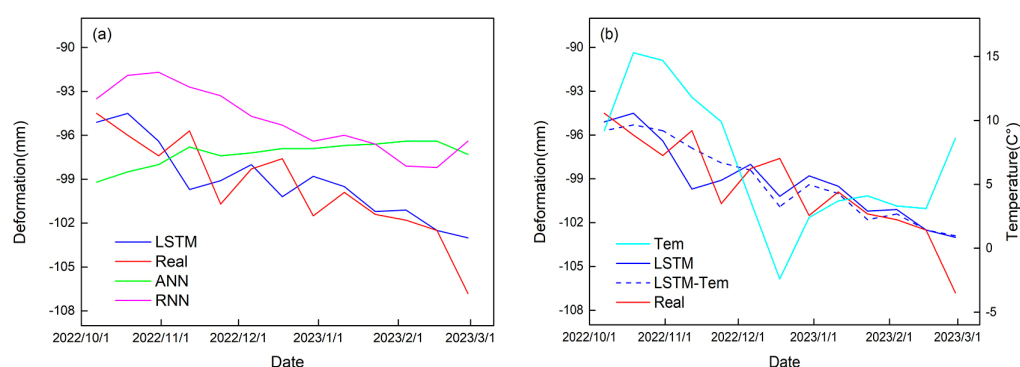 (a)
-90
-93
-96
-99
-102
-105
-108
Deformation(mm)
LSTM
Real
ANN
RNN
2022/10/1 2022/11/1 2022/12/1 2023/1/1 2023/2/1 2023/3/1
Date
(b)
-90
-93
-96
-99
-102
-105
-108
Deformation(mm)
Tem
LSTM
LSTM-Tem
Real
15
10
5
0
-5
Temperature(C°)
2022/10/1 2022/11/1 2022/12/1 2023/1/1 2023/2/1 2023/3/1
Date